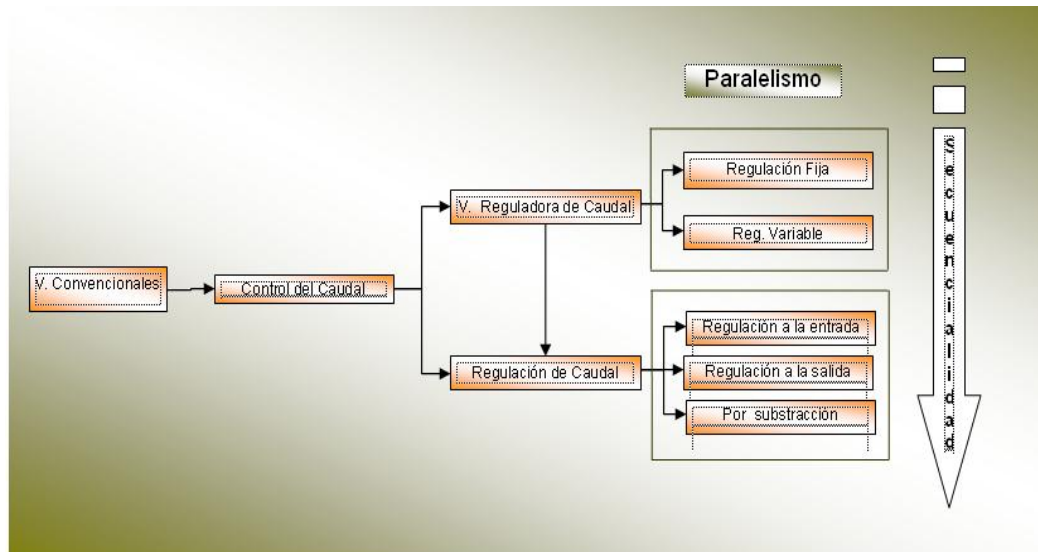 Paralelismo
Regulación Fija
V. Reguladora de Caudal
Reg. Variable
V. Convencionales
Control del Caudal
Regulación a la entrada
Regulación de Caudal
Regulación a la salida
Por substracción
Secuencialidad